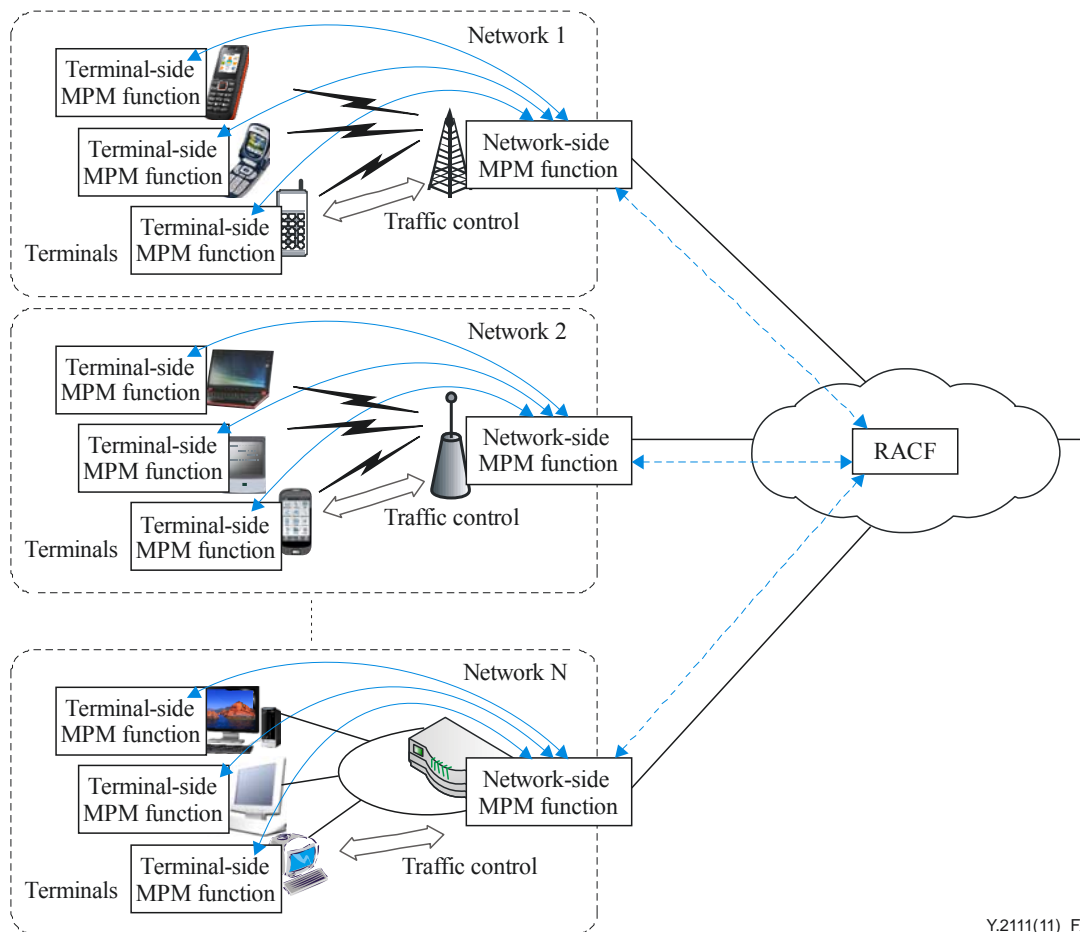 Network 1
Terminal-side
MPM function
Terminal-side
MPM function
Terminal-side
MPM function
Terminals
Traffic control
Network-side
MPM function
Network 2
Terminal-side
MPM function
Terminal-side
MPM function
Terminal-side
MPM function
Terminals
Traffic control
Network-side
MPM function
RACF
Network N
Terminal-side
MPM function
Terminal-side
MPM function
Terminal-side
MPM function
Terminals
Traffic control
Network-side
MPM function
Y.2111(11)